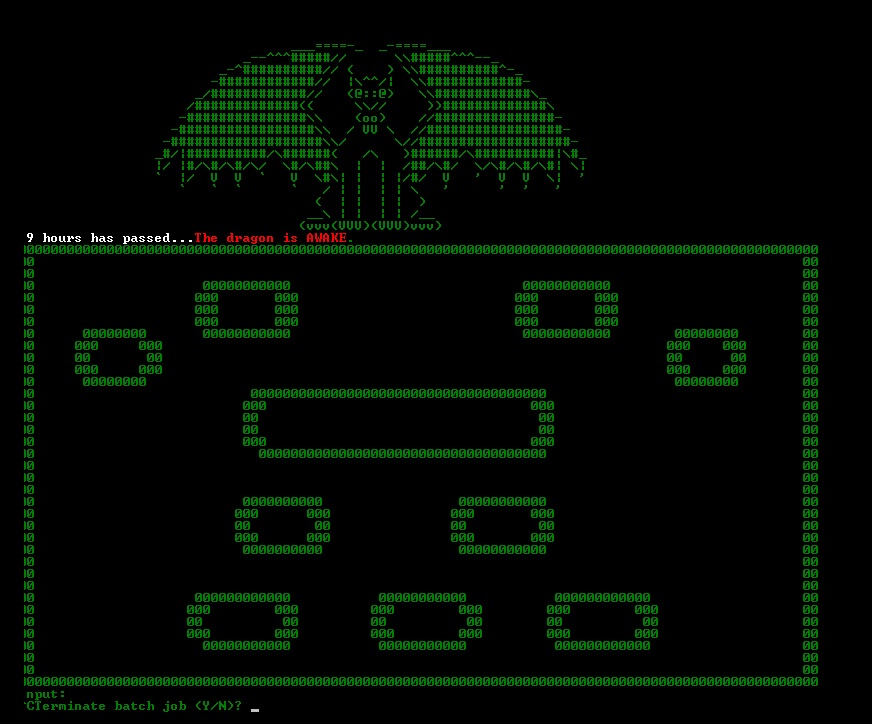 9 hours has passed...The dragon is AWAKE.
nput:
^CTerminate batch job (Y/N)?